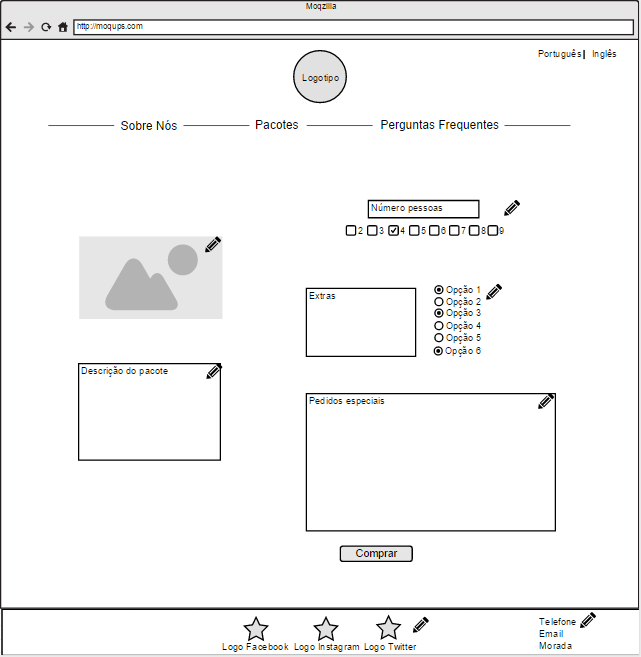 Moqzilla
http://moqups.com
Português | Inglês
Logotipo
Sobre Nós
Pacotes
Perguntas Frequentes
Número pessoas
2 3 4 5 6 7 8 9
Extras
Opção 1
Opção 2
Opção 3
Opção 4
Opção 5
Opção 6
Descrição do pacote
Pedidos especiais
Comprar
Logo Facebook
Logo Instagram
Logo Twitter
Telefone
Email
Morada